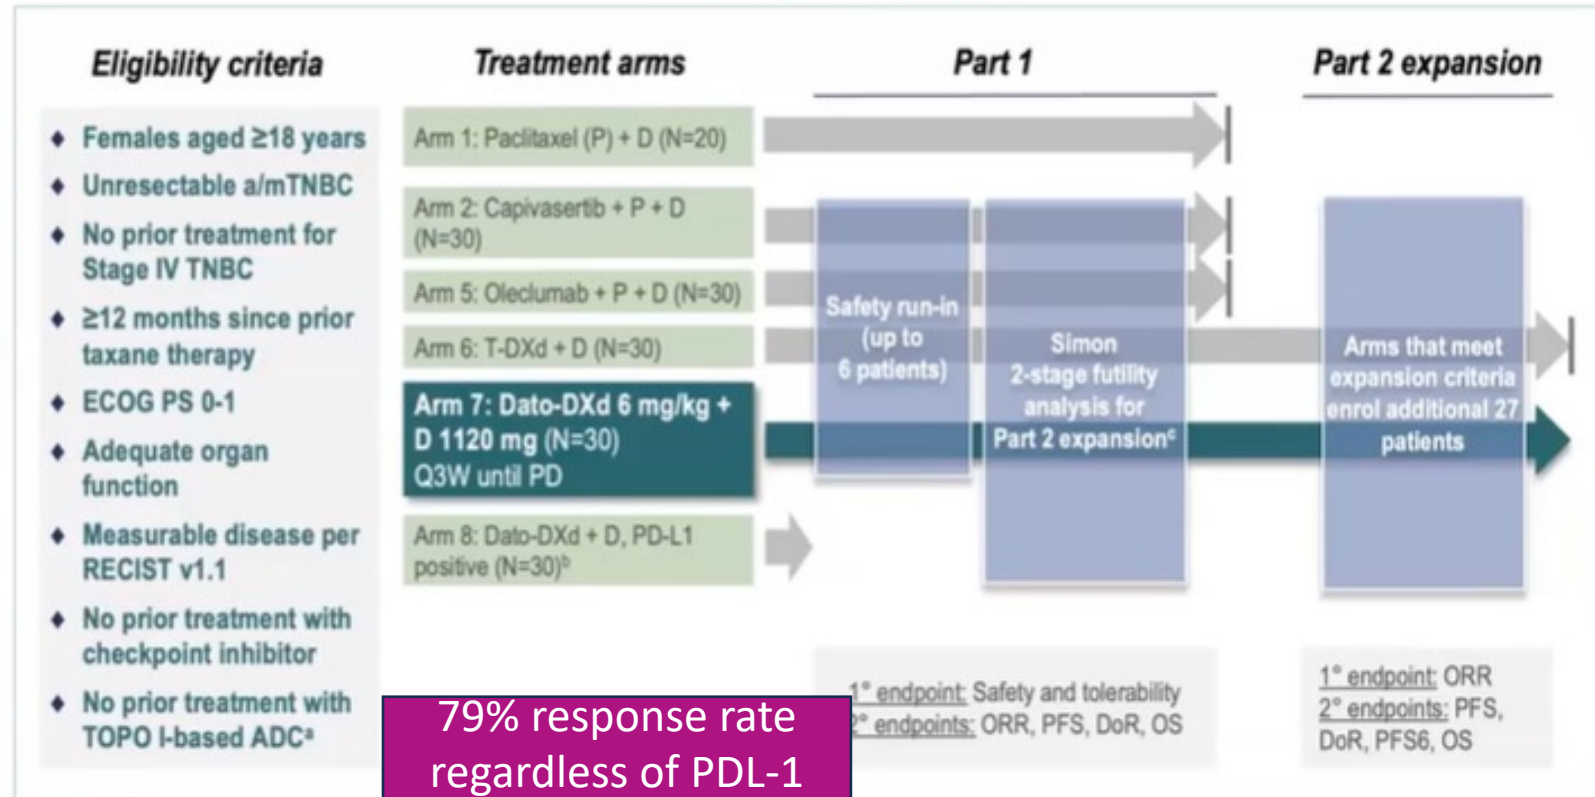 Eligibility criteria
♦ Females aged ≥18 years
♦ Unresectable a/mTNBC
♦ No prior treatment for
Stage IV TNBC
♦ ≥12 months since prior
taxane therapy
♦ ECOG PS 0-1
♦ Adequate organ
function
♦ Measurable disease per
RECIST v1.1
♦ No prior treatment with
checkpoint inhibitor
♦ No prior treatment with
TOPO I-based ADCᵃ
Treatment arms
Arm 1: Paclitaxel (P) + D (N=20)
Arm 2: Capivasertib + P + D
(N=30)
Arm 5: Oleclumab + P + D (N=30)
Arm 6: T-DXd + D (N=30)
Arm 7: Dato-DXd 6 mg/kg +
D 1120 mg (N=30)
Q3W until PD
Arm 8: Dato-DXd + D, PD-L1
positive (N=30)ᵇ
79% response rate
regardless of PDL-1
Part 1
Safety run-in
(up to
6 patients)
Simon
2-stage futility
analysis for
Part 2 expansionᶜ
1° endpoint: Safety and tolerability
2° endpoints: ORR, PFS, DoR, OS
Part 2 expansion
Arms that meet
expansion criteria
enrol additional 27
patients
1° endpoint: ORR
2° endpoints: PFS,
DoR, PFS6, OS